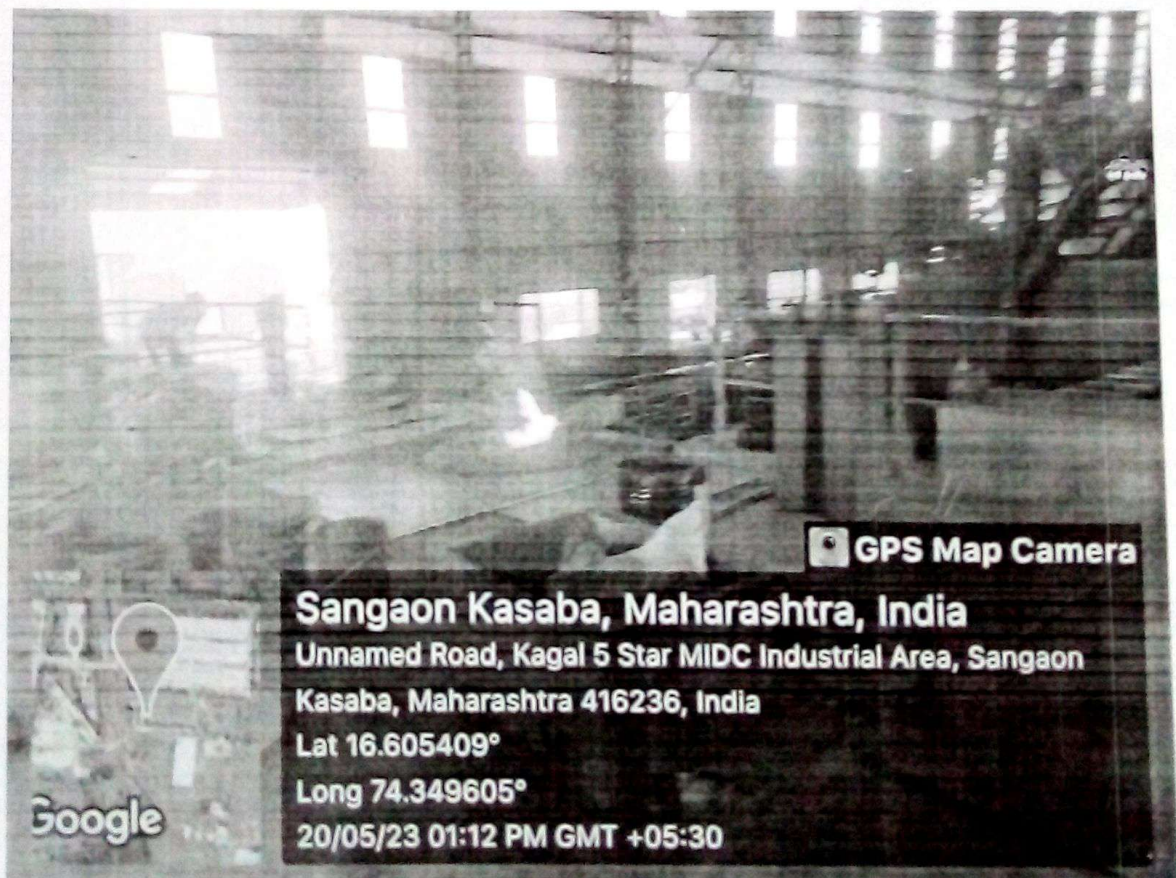 GPS Map Camera
Sangaon Kasaba, Maharashtra, India
Unnamed Road, Kagal 5 Star MIDC Industrial Area, Sangaon
Kasaba, Maharashtra 416236, India
Lat 16.605409°
Long 74.349605°
20/05/23 01:12 PM GMT +05:30
Google